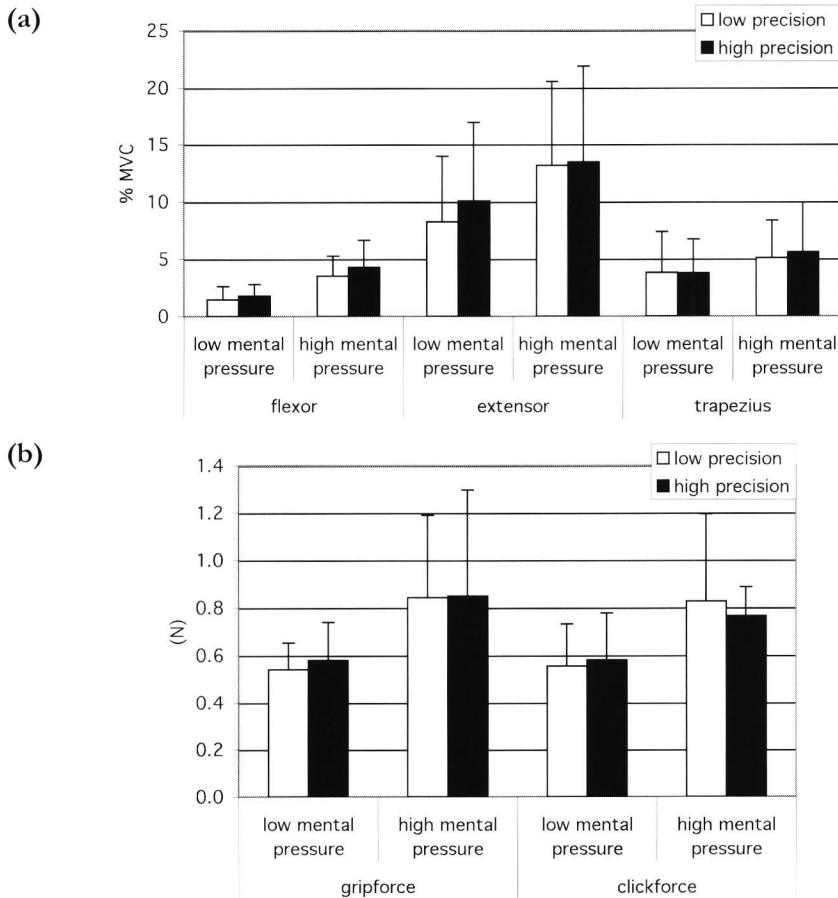 (a)
low precision
high precision
25
20
15
10
5
0
% MVC
low mental pressure
high mental pressure
low mental pressure
high mental pressure
low mental pressure
high mental pressure
flexor
extensor
trapezius
(b)
low precision
high precision
1.4
1.2
1.0
0.8
0.6
0.4
0.2
0.0
(N)
low mental pressure
high mental pressure
low mental pressure
high mental pressure
gripforce
clickforce